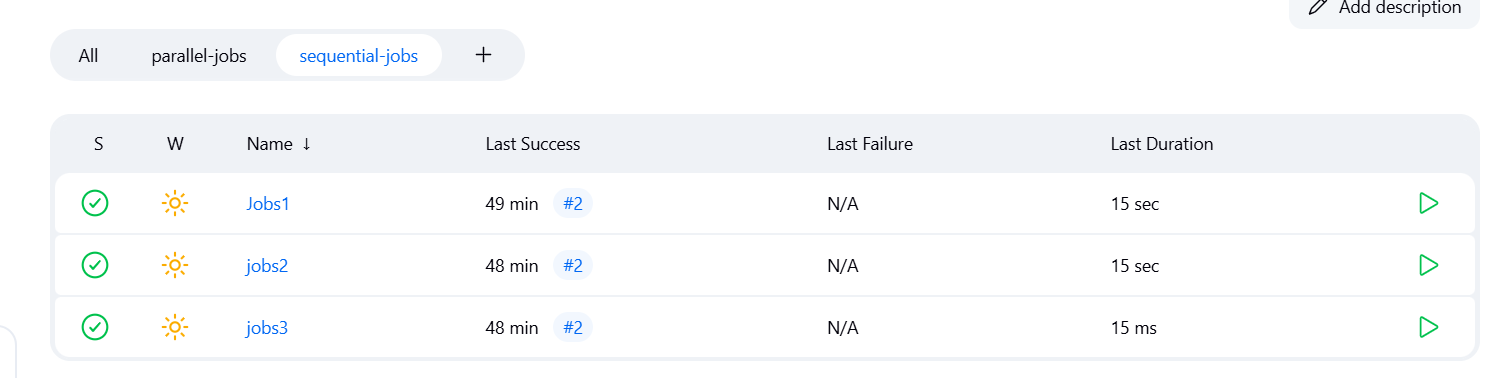 Add description
All parallel-jobs sequential-jobs +
S W Name ↓ Last Success Last Failure Last Duration
Jobs1 49 min #2 N/A 15 sec
jobs2 48 min #2 N/A 15 sec
jobs3 48 min #2 N/A 15 ms